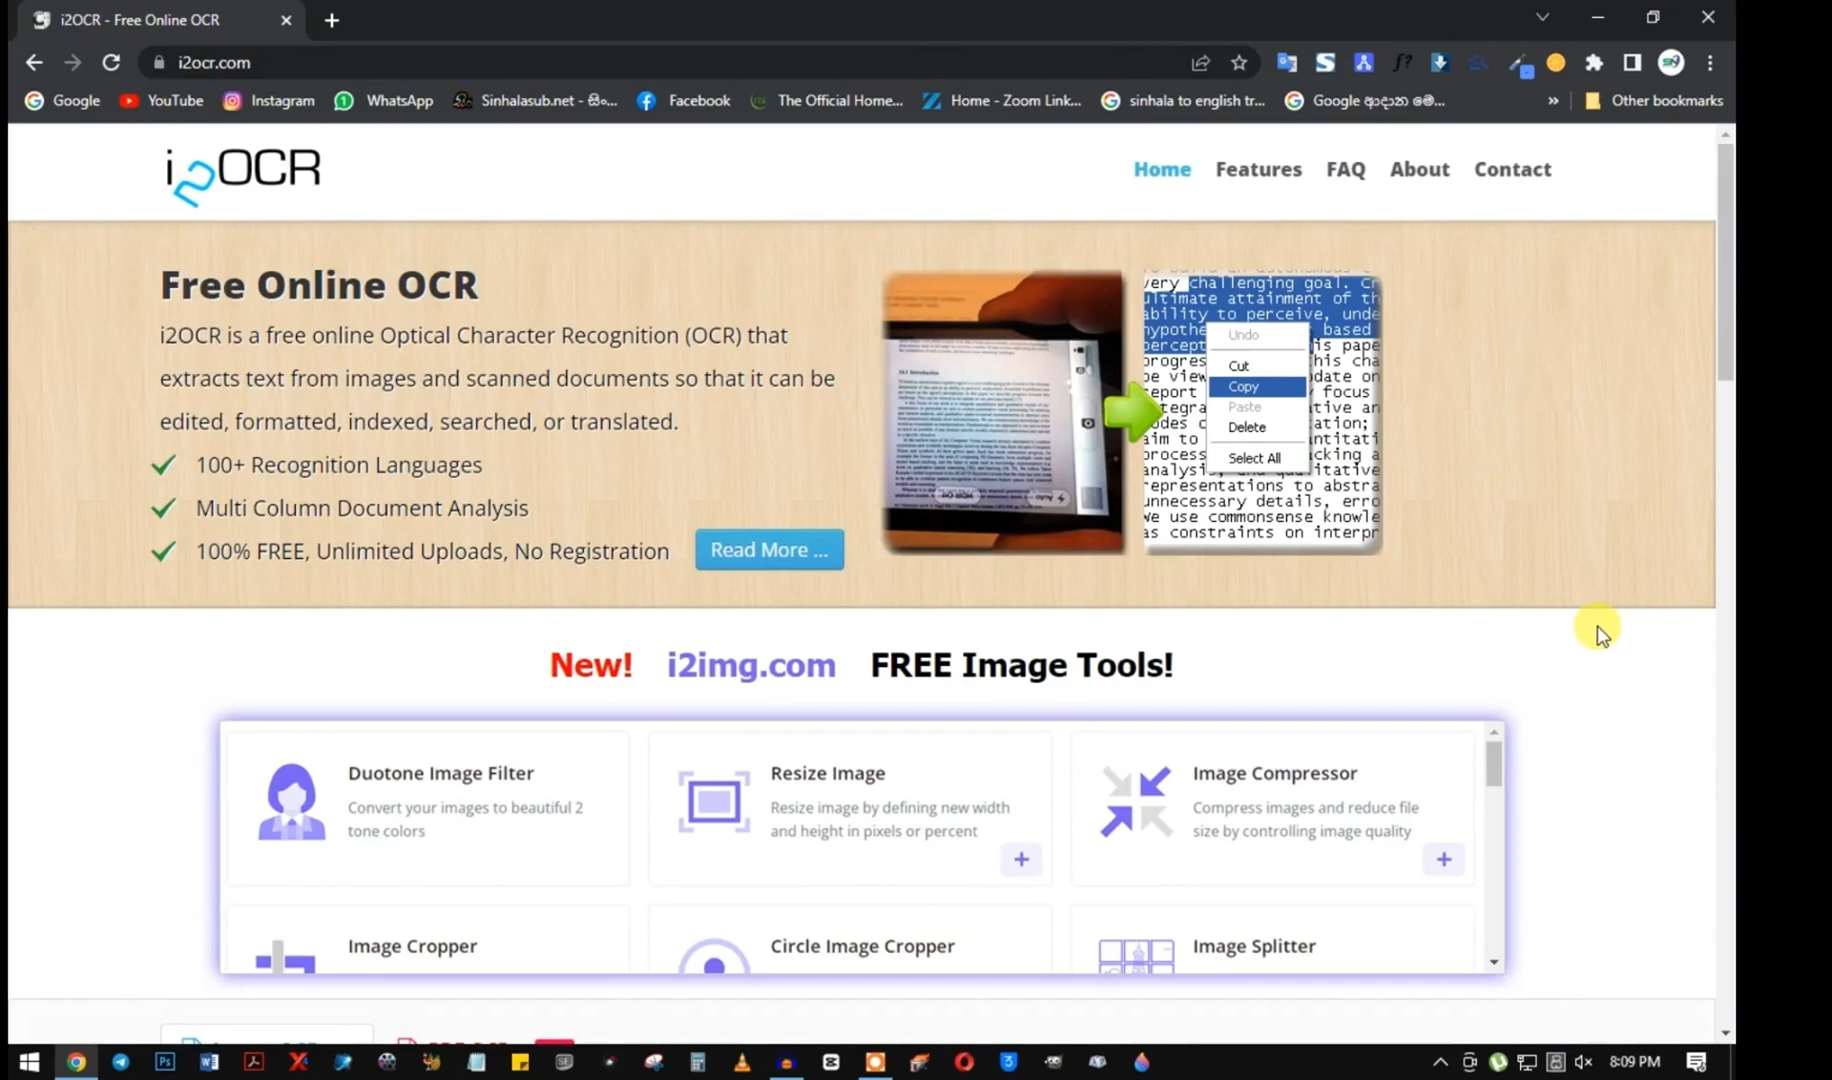 i2OCR - Free Online OCR
i2ocr.com
Google YouTube Instagram WhatsApp Sinhalasub.net - සිං... Facebook The Official Home... Home - Zoom Link... sinhala to english tr... Google ආදාන මෙ... » Other bookmarks
i2OCR
Home Features FAQ About Contact
Free Online OCR
i2OCR is a free online Optical Character Recognition (OCR) that
extracts text from images and scanned documents so that it can be
edited, formatted, indexed, searched, or translated.
100+ Recognition Languages
Multi Column Document Analysis
100% FREE, Unlimited Uploads, No Registration
Read More ...
very challenging goal.
ultimate attainment of
ability to perceive,
based
Undo
Cut
Copy
Paste
Delete
Select All
representations to
unnecessary details,
We use commonsense
as constraints on
New! i2img.com FREE Image Tools!
Duotone Image Filter
Convert your images to beautiful 2
tone colors
Resize Image
Resize image by defining new width
and height in pixels or percent
+
Image Compressor
Compress images and reduce file
size by controlling image quality
+
Image Cropper
Circle Image Cropper
Image Splitter
8:09 PM